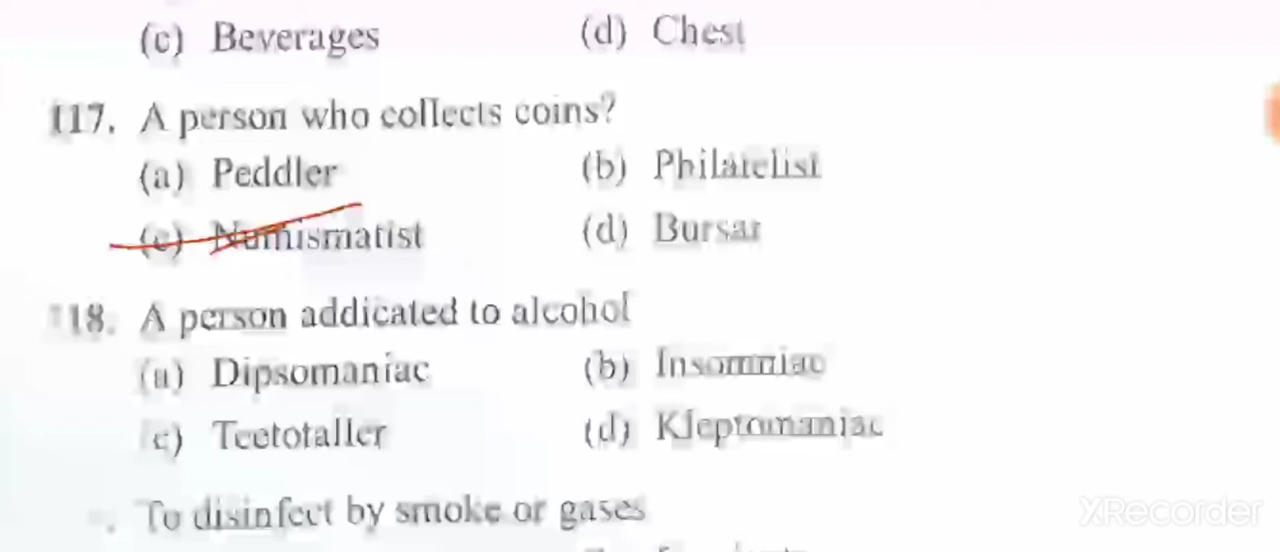 (c) Beverages (d) Chest
117. A person who collects coins?
(a) Peddler (b) Philatelist
(c) Numismatist (d) Bursar
118. A person addicated to alcohol
(a) Dipsomaniac (b) Insomniac
(c) Teetotaller (d) Kleptomaniac
. To disinfect by smoke or gases
XRecorder